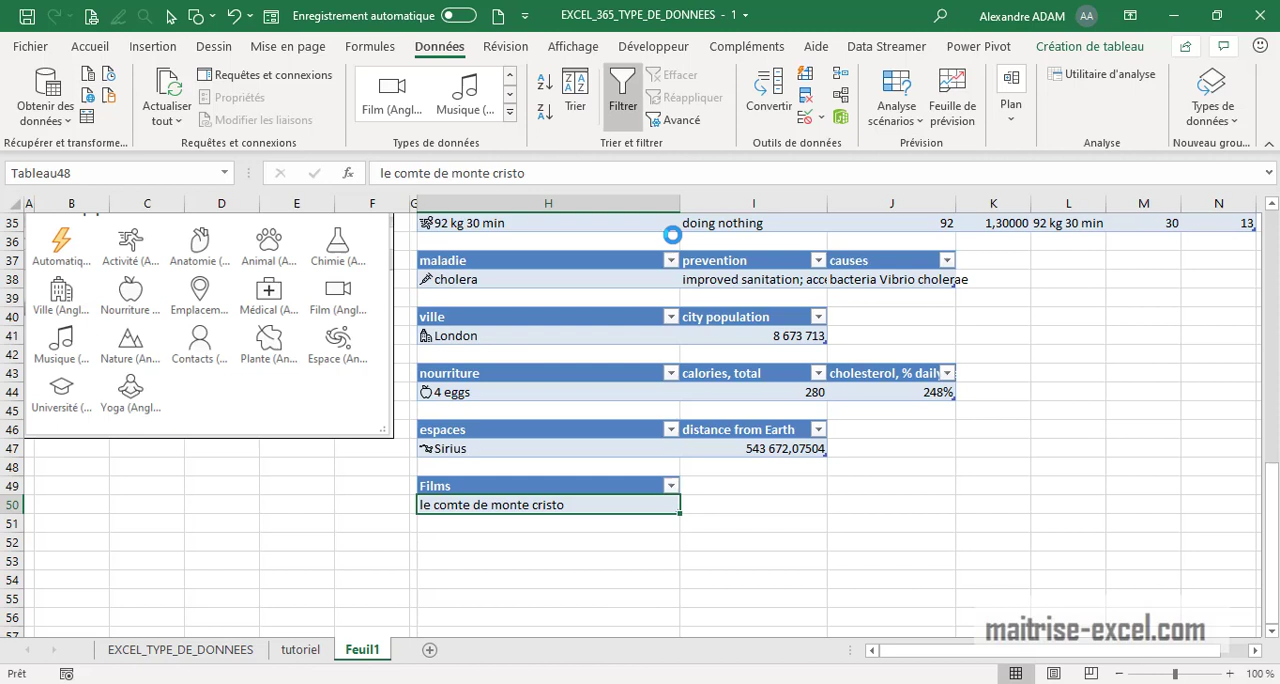 Enregistrement automatique
EXCEL_365_TYPE_DE_DONNEES - 1
Alexandre ADAM
AA
Fichier
Accueil
Insertion
Dessin
Mise en page
Formules
Données
Révision
Affichage
Développeur
Compléments
Aide
Data Streamer
Power Pivot
Création de tableau
Obtenir des données
Actualiser tout
Requêtes et connexions
Propriétés
Modifier les liaisons
Film (Angl...
Musique (...
Trier
Filtrer
Effacer
Réappliquer
Avancé
Convertir
Analyse scénarios
Feuille de prévision
Plan
Utilitaire d'analyse
Types de données
Récupérer et transforme...
Requêtes et connexions
Types de données
Trier et filtrer
Outils de données
Prévision
Analyse
Nouveau grou...
Tableau48
fx
le comte de monte cristo
A B C D E F G H I J K L M N
35 92 kg 30 min doing nothing 92 1,30000 92 kg 30 min 30 13,
36
37 maladie prevention causes
38 cholera improved sanitation; acc bacteria Vibrio cholerae
39
40 ville city population
41 London 8 673 713
42
43 nourriture calories, total cholesterol, % daily
44 4 eggs 280 248%
45
46 espaces distance from Earth
47 Sirius 543 672,07504
48
49 Films
50 le comte de monte cristo
51
52
53
54
55
56
57
Automatiq...
Activité (A...
Anatomie (...
Animal (A...
Chimie (A...
Ville (Angl...
Nourriture ...
Emplacem...
Médical (A...
Film (Angl...
Musique (...
Nature (An...
Contacts (...
Plante (An...
Espace (An...
Université (...
Yoga (Angl...
maitrise-excel.com
EXCEL_TYPE_DE_DONNEES
tutoriel
Feuil1
Prêt
100 %